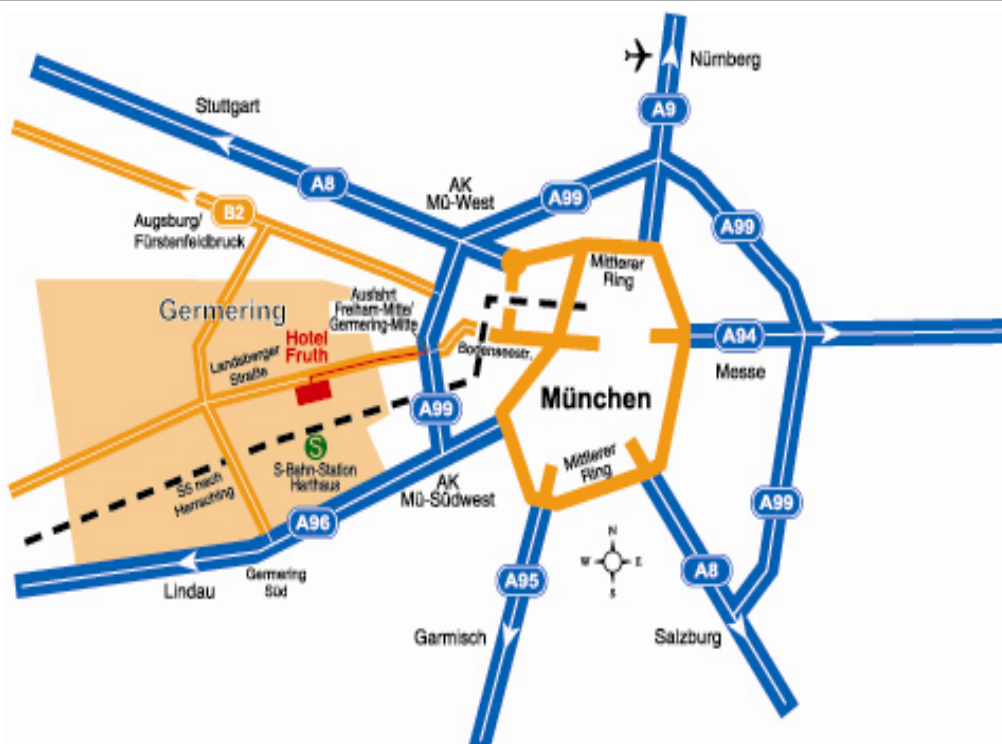 Nürnberg
A9
Stuttgart
A8
AK
Mü-West
A99
A99
B2
Augsburg/
Fürstenfeldbruck
Mittlerer
Ring
Germering
Ausfahrt
Freiham-Mitte/
Germering-Mitte
Hotel
Fruth
Landsberger
Straße
Bodenseestr.
A94
Messe
München
A99
S
S-Bahn-Station
Harthaus
S5 nach
Herrsching
AK
Mü-Südwest
Mittlerer
Ring
A99
A96
N
W
E
S
Lindau
Germering
Süd
A95
A8
Garmisch
Salzburg